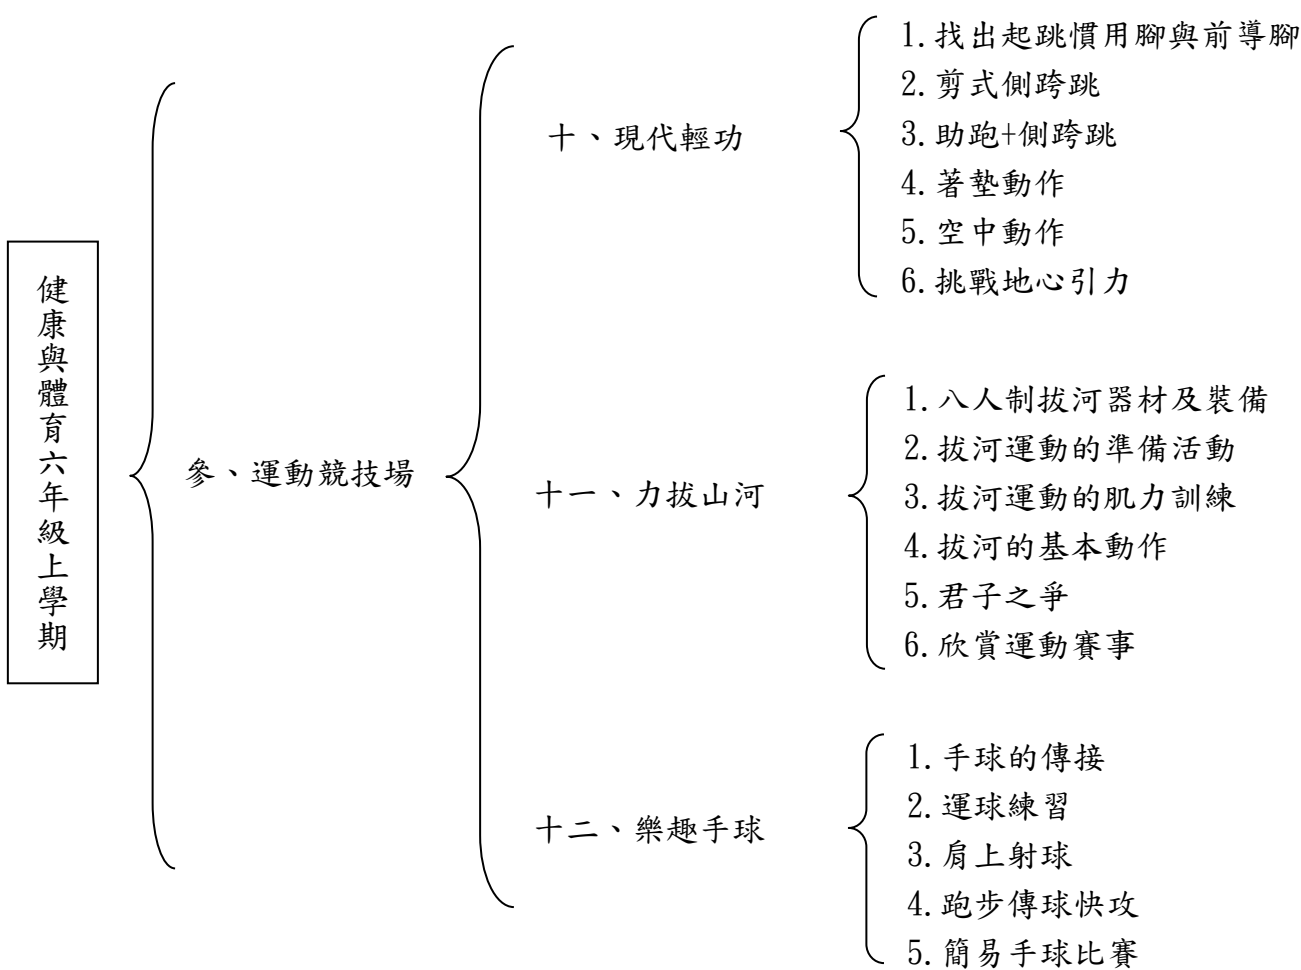 健康與體育六年級上學期
參、運動競技場
十、現代輕功
1.找出起跳慣用腳與前導腳
2.剪式側跨跳
3.助跑+側跨跳
4.著墊動作
5.空中動作
6.挑戰地心引力
十一、力拔山河
1.八人制拔河器材及裝備
2.拔河運動的準備活動
3.拔河運動的肌力訓練
4.拔河的基本動作
5.君子之爭
6.欣賞運動賽事
十二、樂趣手球
1.手球的傳接
2.運球練習
3.肩上射球
4.跑步傳球快攻
5.簡易手球比賽